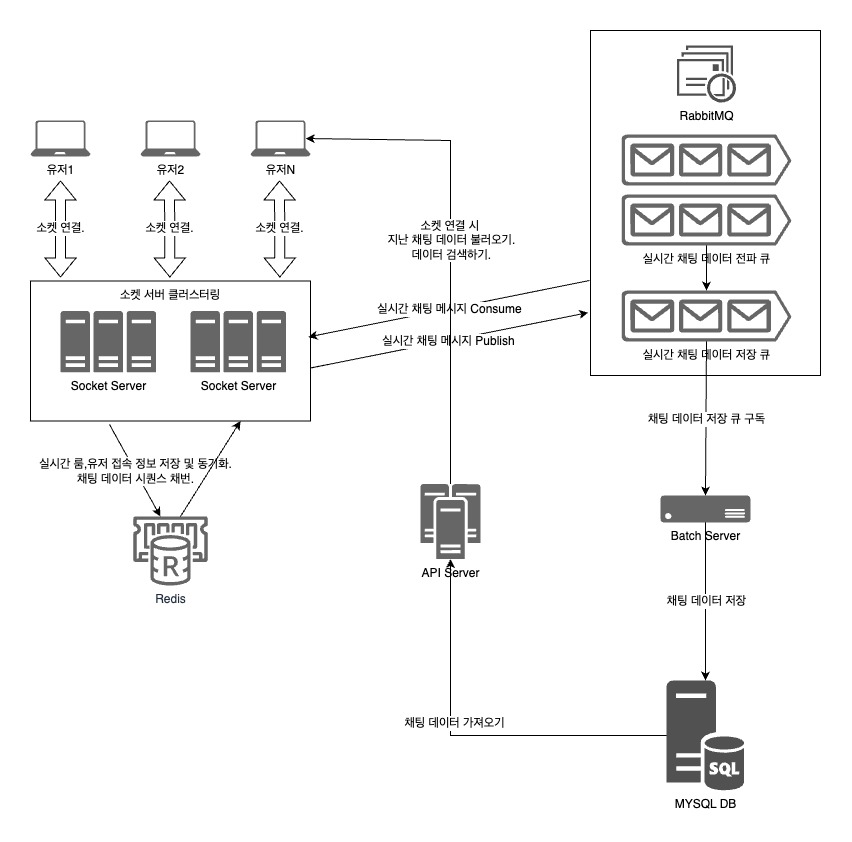 RabbitMQ
유저1
유저2
유저N
소켓 연결.
소켓 연결.
소켓 연결.
소켓 연결 시
지난 채팅 데이터 불러오기.
데이터 검색하기.
실시간 채팅 데이터 전파 큐
소켓 서버 클러스터링
실시간 채팅 메시지 Consume
실시간 채팅 메시지 Publish
실시간 채팅 데이터 저장 큐
Socket Server
Socket Server
채팅 데이터 저장 큐 구독
실시간 룸,유저 접속 정보 저장 및 동기화.
채팅 데이터 시퀀스 채번.
Batch Server
R
Redis
API Server
채팅 데이터 저장
채팅 데이터 가져오기
SQL
MYSQL DB